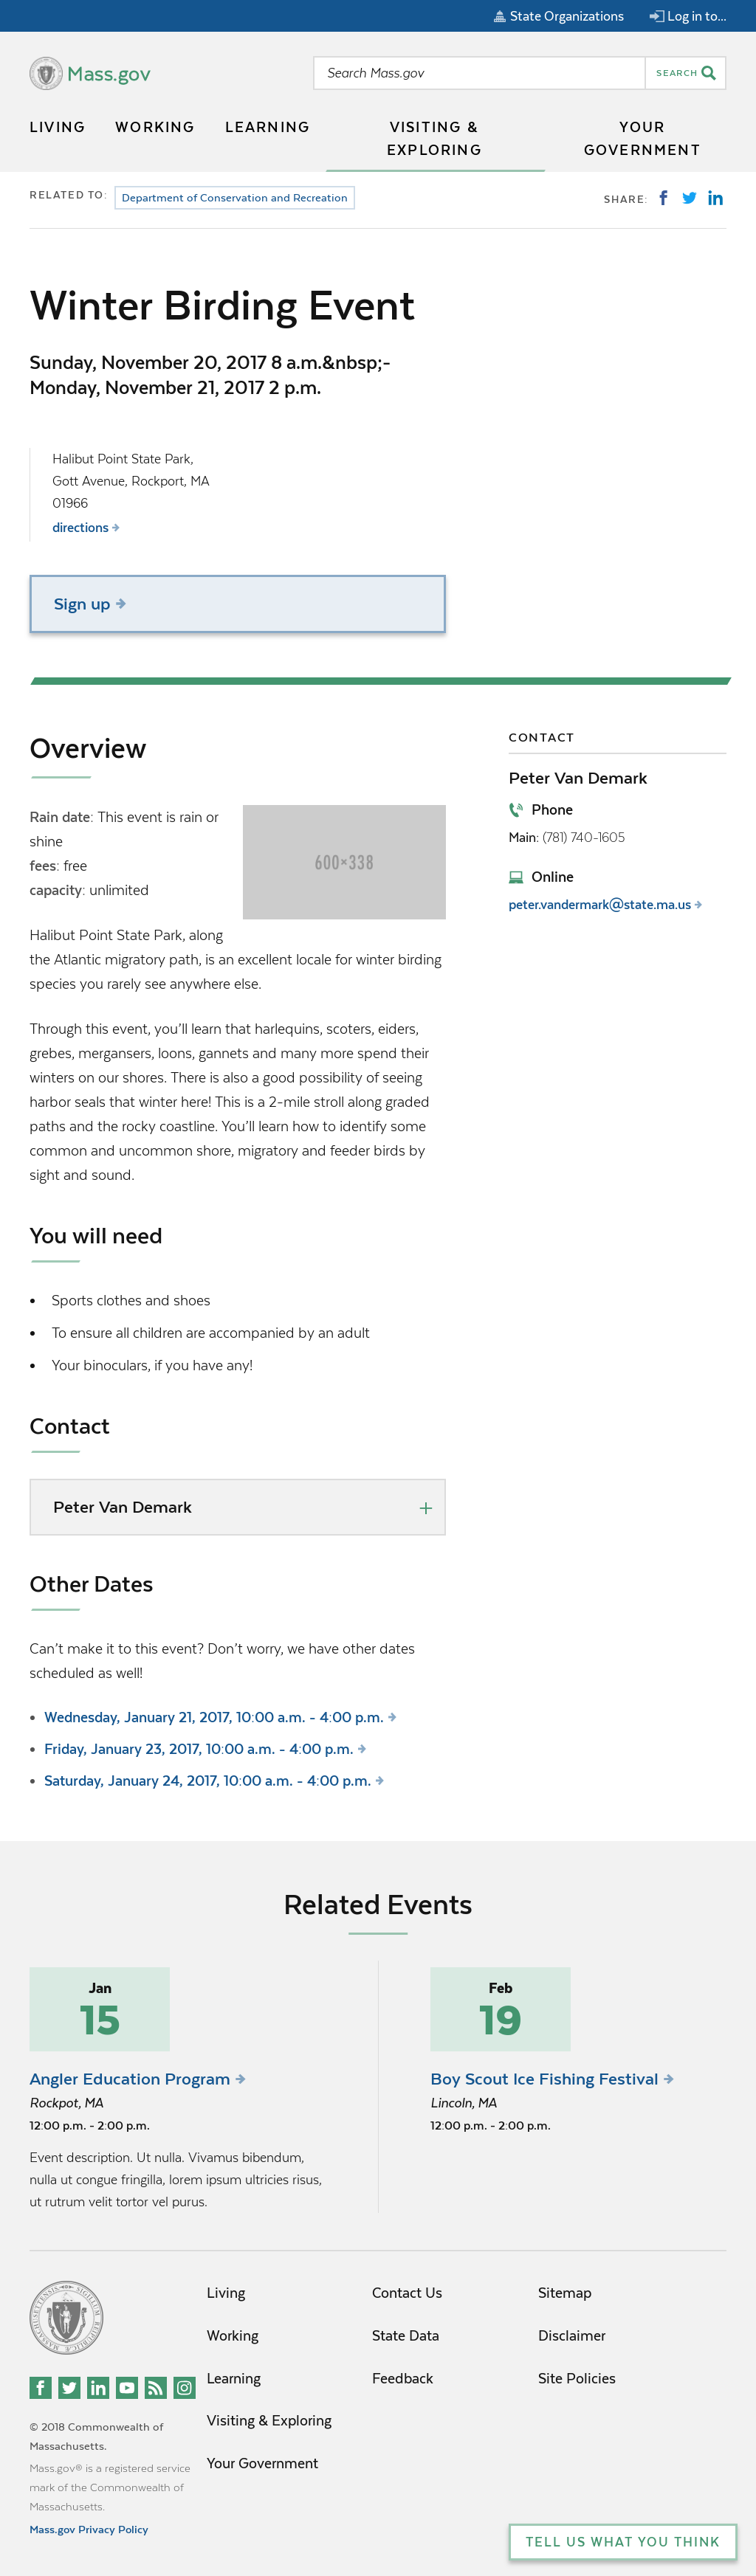 State Organizations
Log in to...
Mass.gov
Search Mass.gov
SEARCH
LIVING
WORKING
LEARNING
VISITING &
EXPLORING
YOUR
GOVERNMENT
RELATED TO:
Department of Conservation and Recreation
SHARE:
Winter Birding Event
Sunday, November 20, 2017 8 a.m.&nbsp;-
Monday, November 21, 2017 2 p.m.
Halibut Point State Park,
Gott Avenue, Rockport, MA
01966
directions
Sign up
Overview
Rain date: This event is rain or
shine
fees: free
capacity: unlimited
600×338
Halibut Point State Park, along
the Atlantic migratory path, is an excellent locale for winter birding
species you rarely see anywhere else.
Through this event, you’ll learn that harlequins, scoters, eiders,
grebes, mergansers, loons, gannets and many more spend their
winters on our shores. There is also a good possibility of seeing
harbor seals that winter here! This is a 2-mile stroll along graded
paths and the rocky coastline. You’ll learn how to identify some
common and uncommon shore, migratory and feeder birds by
sight and sound.
You will need
• Sports clothes and shoes
• To ensure all children are accompanied by an adult
• Your binoculars, if you have any!
Contact
Peter Van Demark
Other Dates
Can’t make it to this event? Don’t worry, we have other dates
scheduled as well!
• Wednesday, January 21, 2017, 10:00 a.m. - 4:00 p.m.
• Friday, January 23, 2017, 10:00 a.m. - 4:00 p.m.
• Saturday, January 24, 2017, 10:00 a.m. - 4:00 p.m.
CONTACT
Peter Van Demark
Phone
Main: (781) 740-1605
Online
peter.vandermark@state.ma.us
Related Events
Jan
15
Angler Education Program
Rockpot, MA
12:00 p.m. - 2:00 p.m.
Event description. Ut nulla. Vivamus bibendum,
nulla ut congue fringilla, lorem ipsum ultricies risus,
ut rutrum velit tortor vel purus.
Feb
19
Boy Scout Ice Fishing Festival
Lincoln, MA
12:00 p.m. - 2:00 p.m.
Living
Working
Learning
Visiting & Exploring
Your Government
Contact Us
State Data
Feedback
Sitemap
Disclaimer
Site Policies
© 2018 Commonwealth of
Massachusetts.
Mass.gov® is a registered service
mark of the Commonwealth of
Massachusetts.
Mass.gov Privacy Policy
TELL US WHAT YOU THINK